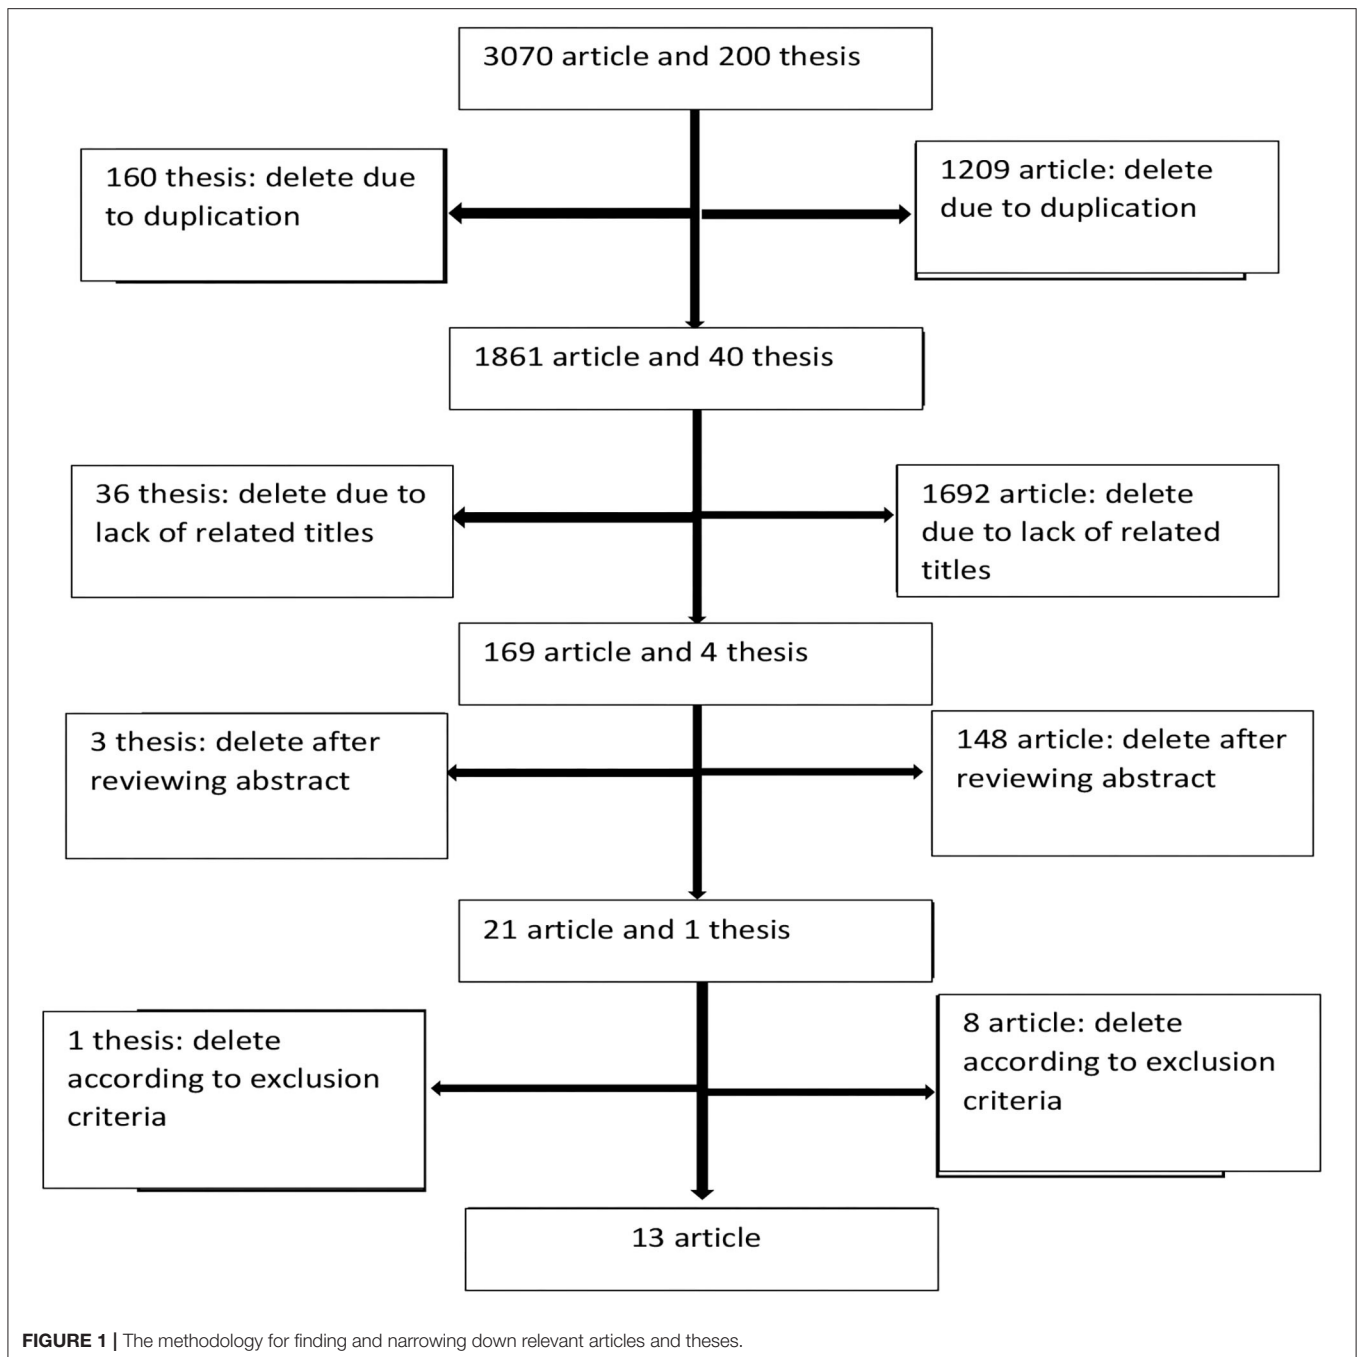 3070 article and 200 thesis
160 thesis: delete due
to duplication
1209 article: delete
due to duplication
1861 article and 40 thesis
36 thesis: delete due to
lack of related titles
1692 article: delete
due to lack of related
titles
169 article and 4 thesis
3 thesis: delete after
reviewing abstract
148 article: delete after
reviewing abstract
21 article and 1 thesis
1 thesis: delete
according to exclusion
criteria
8 article: delete
according to exclusion
criteria
13 article
FIGURE 1 | The methodology for finding and narrowing down relevant articles and theses.